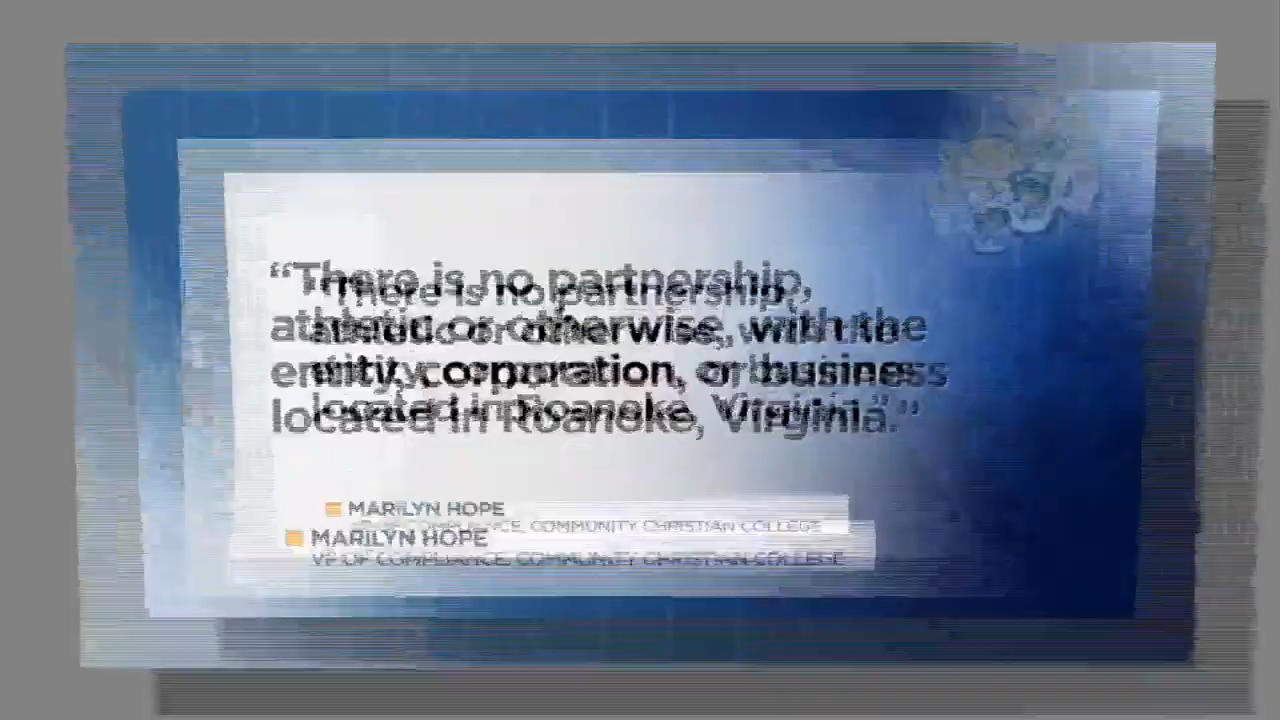 “There is no partnership,
athletic or otherwise, with the
entity, corporation, or business
located in Roanoke, Virginia.”
MARILYN HOPE
VP OF COMPLIANCE, COMMUNITY CHRISTIAN COLLEGE